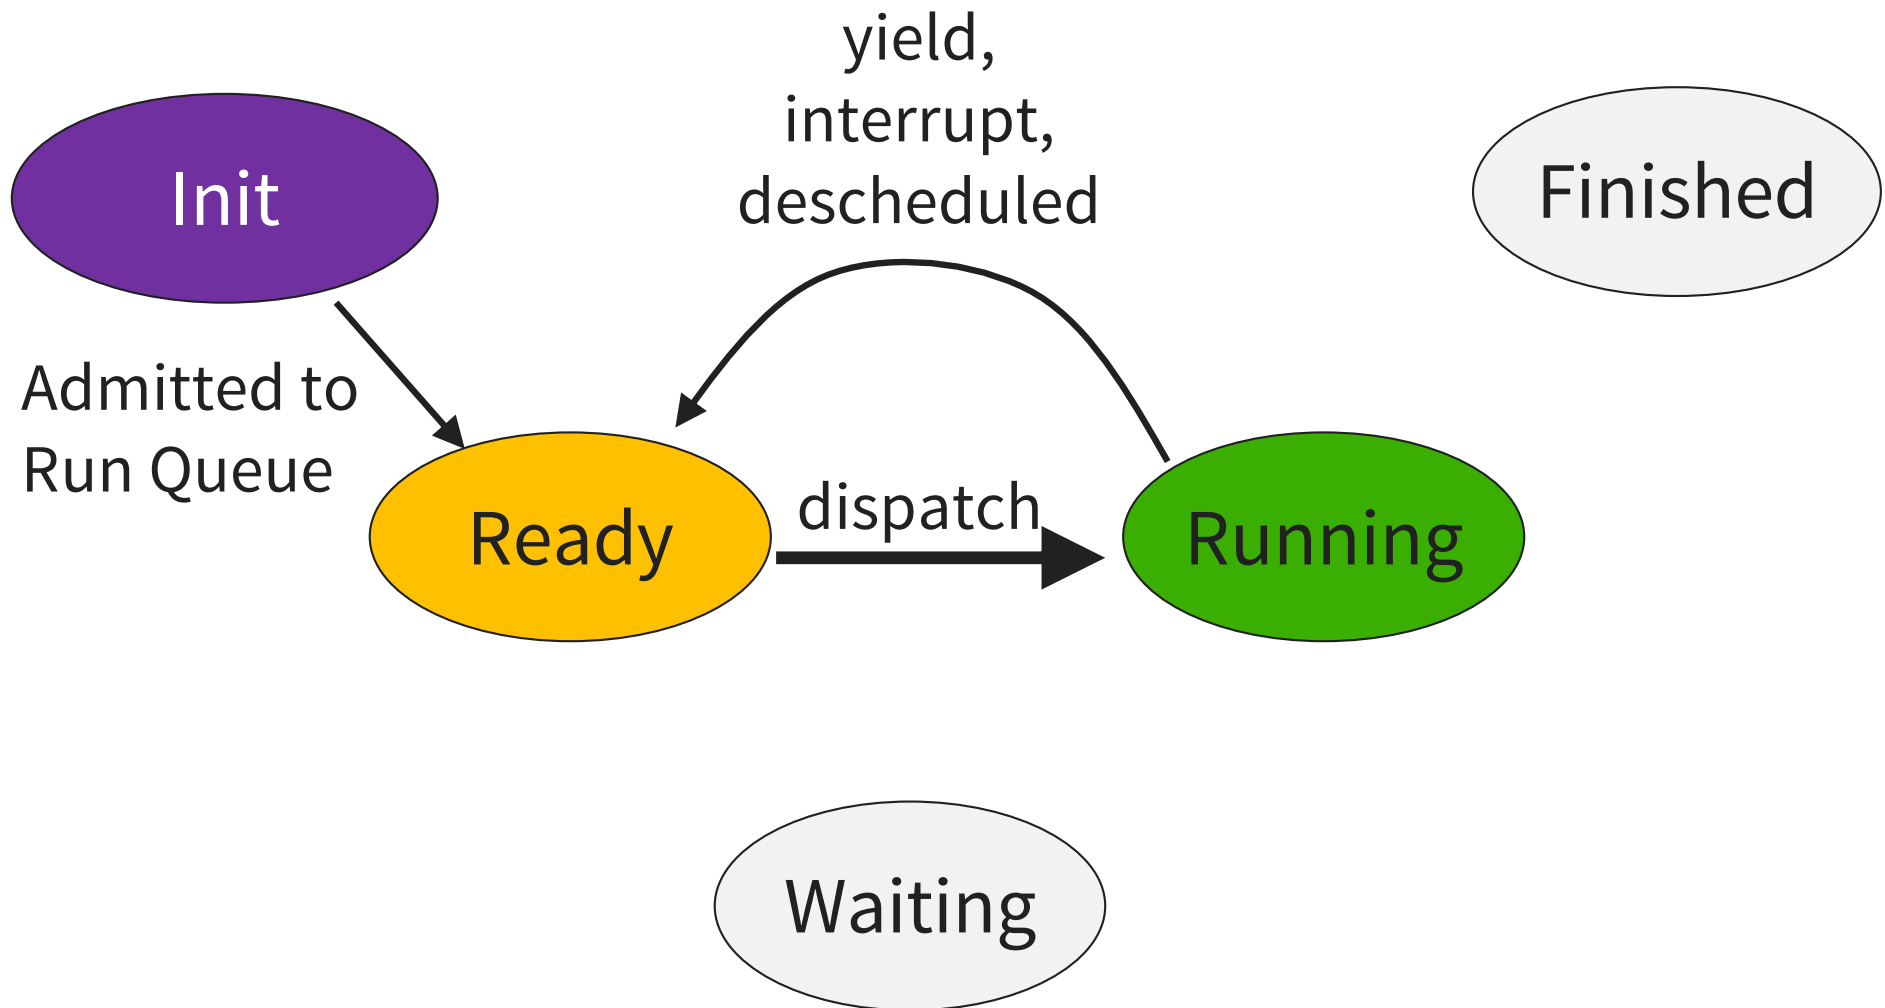 yield,
interrupt,
descheduled
Init
Finished
Admitted to
Run Queue
Ready
dispatch
Running
Waiting